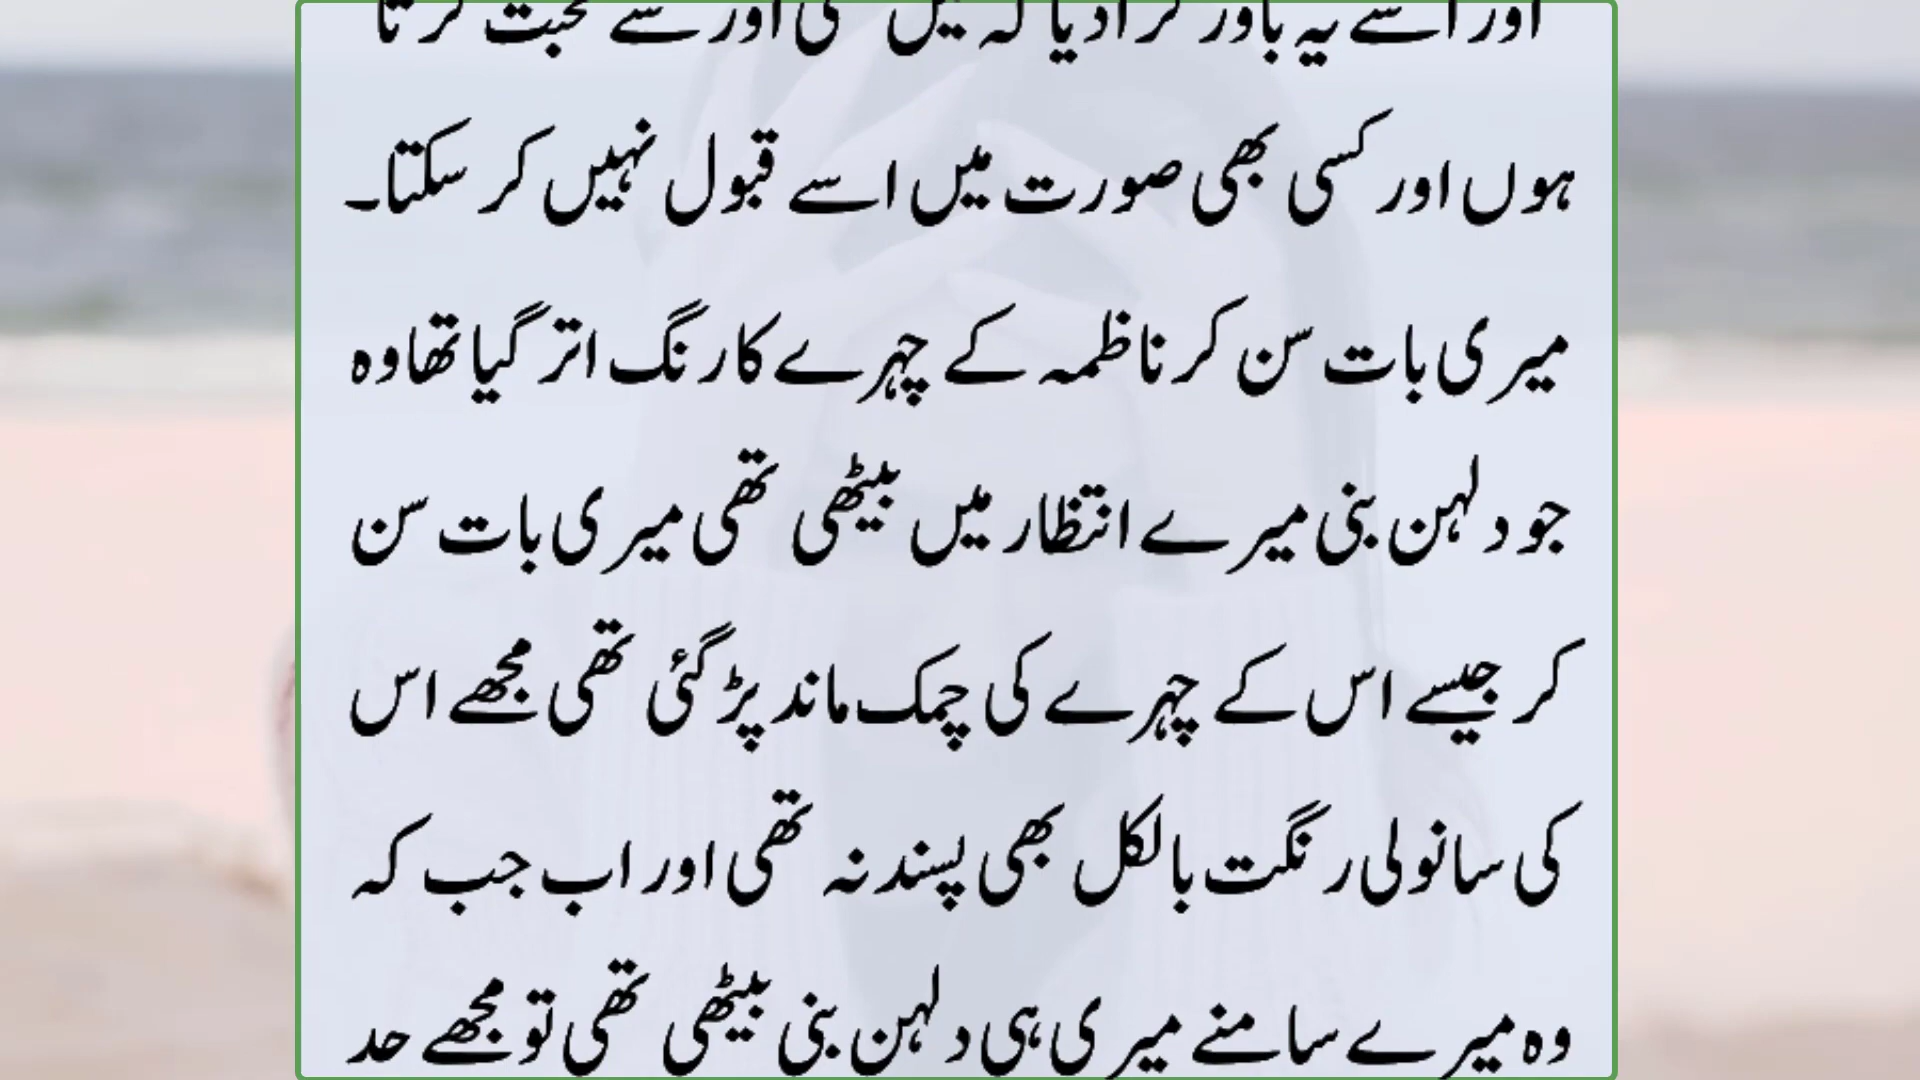 اور اسے یہ باور کرا دیا کہ میں کسی اور سے محبت کرتا
ہوں اور کسی بھی صورت میں اسے قبول نہیں کر سکتا۔
میری بات سن کر ناظمہ کے چہرے کا رنگ اتر گیا تھا وہ
جو دلہن بنی میرے انتظار میں بیٹھی تھی میری بات سن
کر جیسے اس کے چہرے کی چمک ماند پڑ گئی تھی مجھے اس
کی سانولی رنگت بالکل بھی پسند نہ تھی اور اب جب کہ
وہ میرے سامنے میری ہی دلہن بنی بیٹھی تھی تو مجھے حد